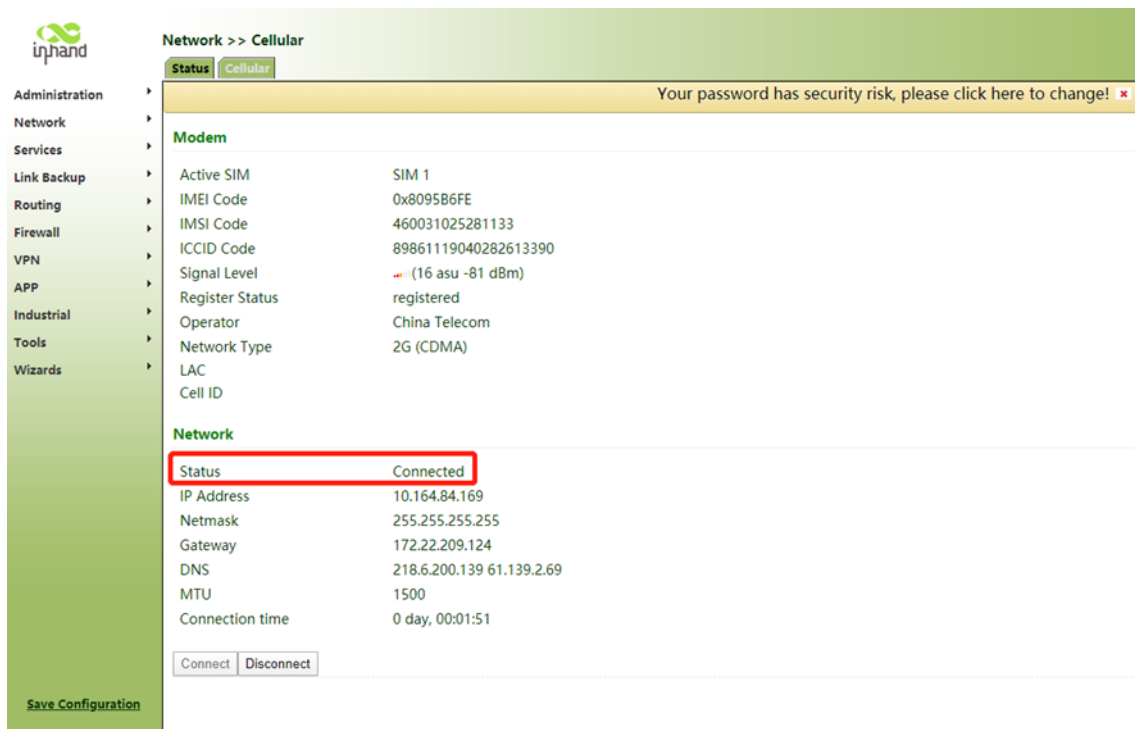 inhand
Network >> Cellular
Status Cellular
Your password has security risk, please click here to change!
Administration
Network
Services
Link Backup
Routing
Firewall
VPN
APP
Industrial
Tools
Wizards
Save Configuration
Modem
Active SIM SIM 1
IMEI Code 0x8095B6FE
IMSI Code 460031025281133
ICCID Code 89861119040282613390
Signal Level (16 asu -81 dBm)
Register Status registered
Operator China Telecom
Network Type 2G (CDMA)
LAC
Cell ID
Network
Status Connected
IP Address 10.164.84.169
Netmask 255.255.255.255
Gateway 172.22.209.124
DNS 218.6.200.139 61.139.2.69
MTU 1500
Connection time 0 day, 00:01:51
Connect Disconnect